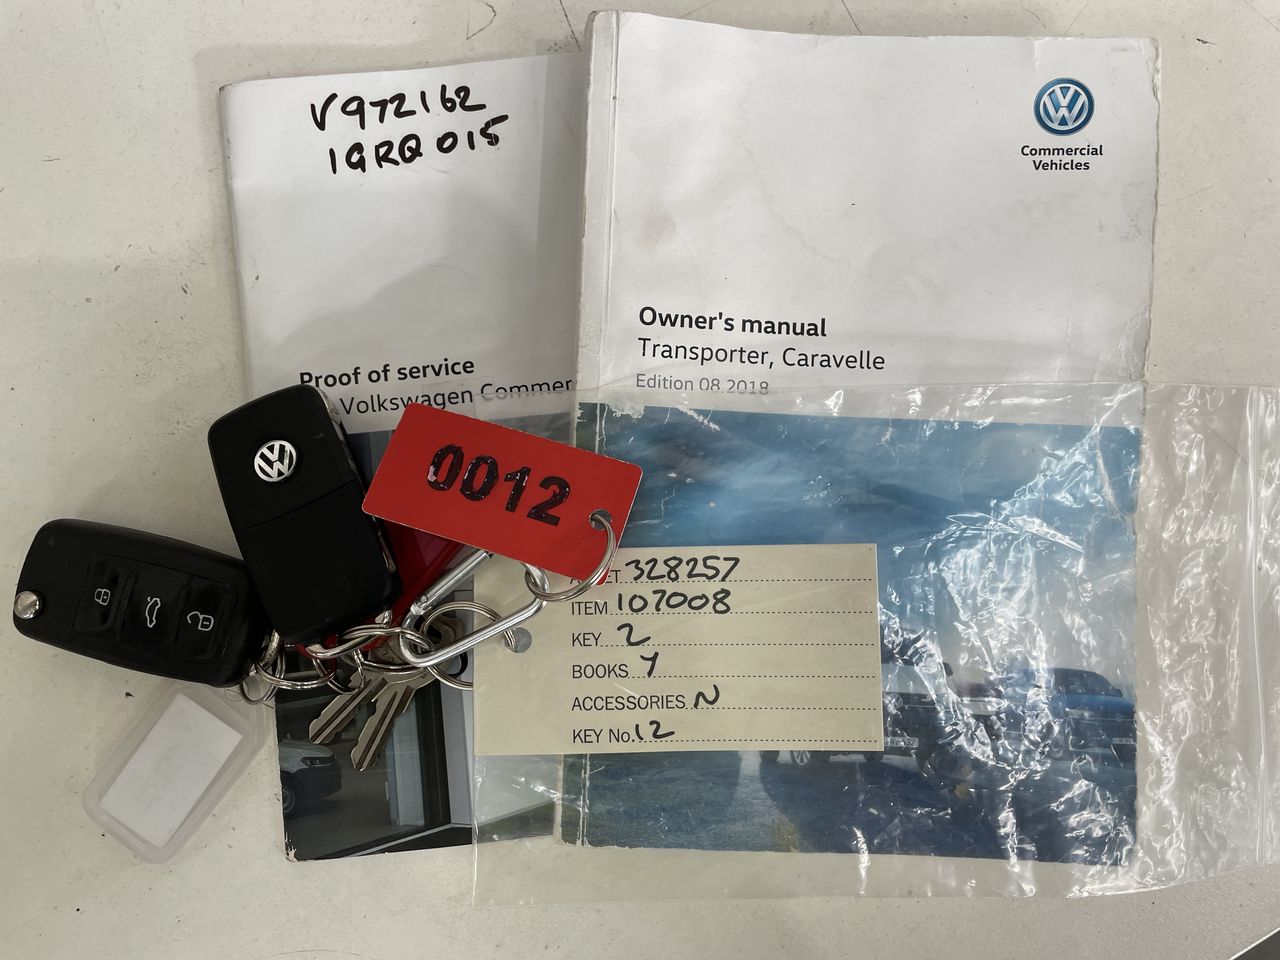 V972162
1GRQ015
Commercial
Vehicles
Owner's manual
Transporter, Caravelle
Edition 08.2018
Proof of service
Volkswagen Commer
0012
328257
ITEM 107008
KEY 2
BOOKS Y
ACCESSORIES N
KEY No. 12